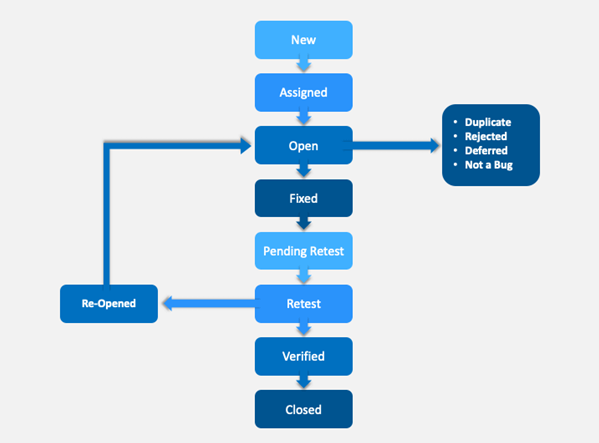 New
Assigned
Open
• Duplicate
• Rejected
• Deferred
• Not a Bug
Fixed
Pending Retest
Re-Opened
Retest
Verified
Closed